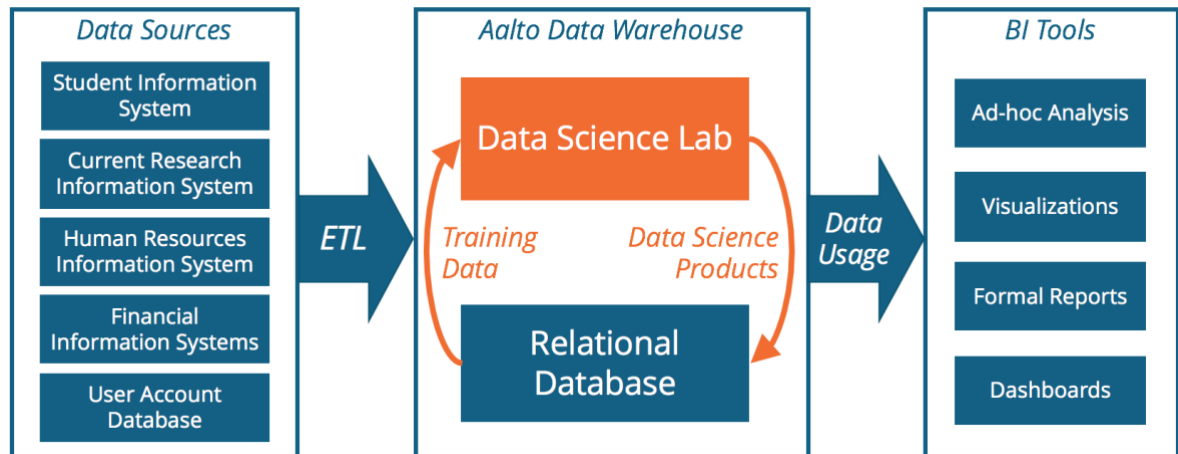 Data Sources
Student Information
System
Current Research
Information System
Human Resources
Information System
Financial
Information Systems
User Account
Database
ETL
Aalto Data Warehouse
Data Science Lab
Training
Data
Data Science
Products
Relational
Database
Data
Usage
BI Tools
Ad-hoc Analysis
Visualizations
Formal Reports
Dashboards